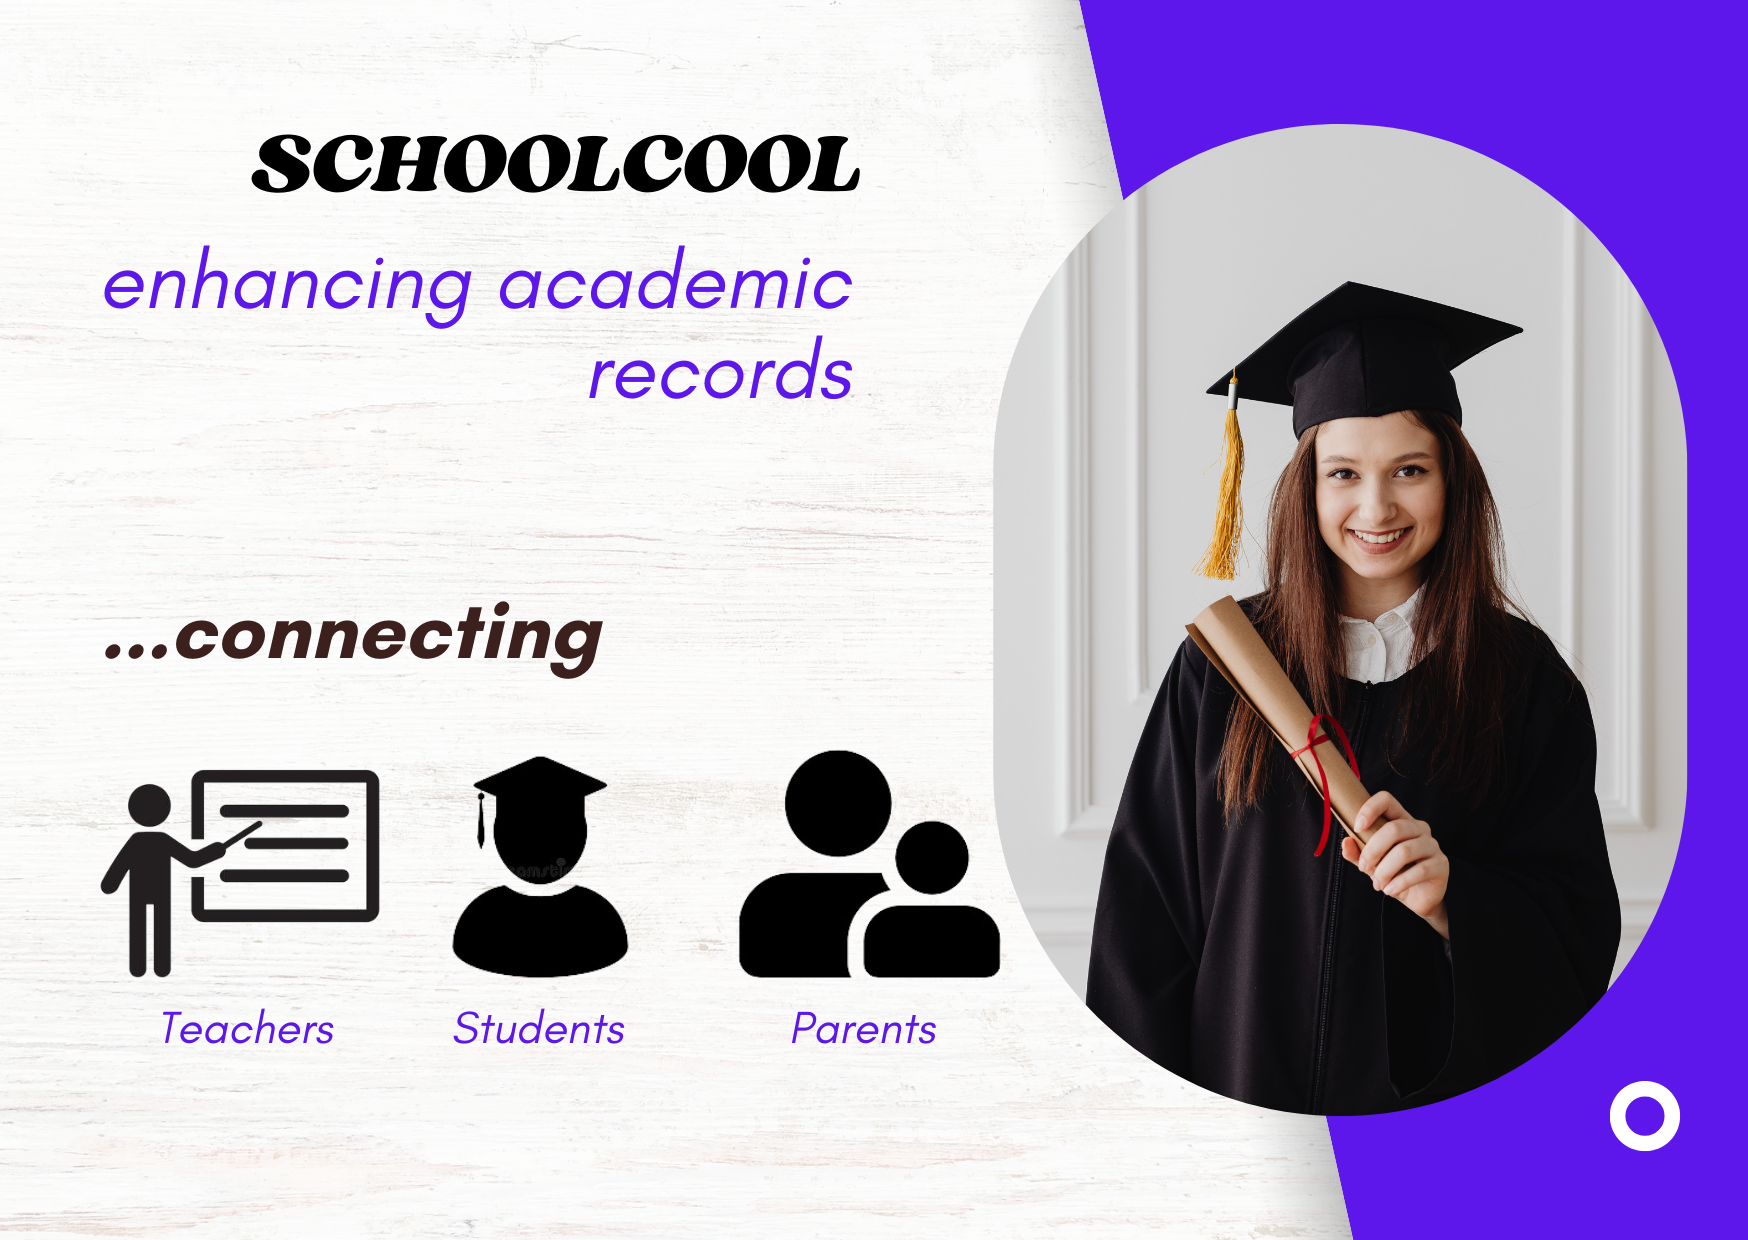 SCHOOLCOOL
enhancing academic
records
...connecting
Teachers
Students
Parents